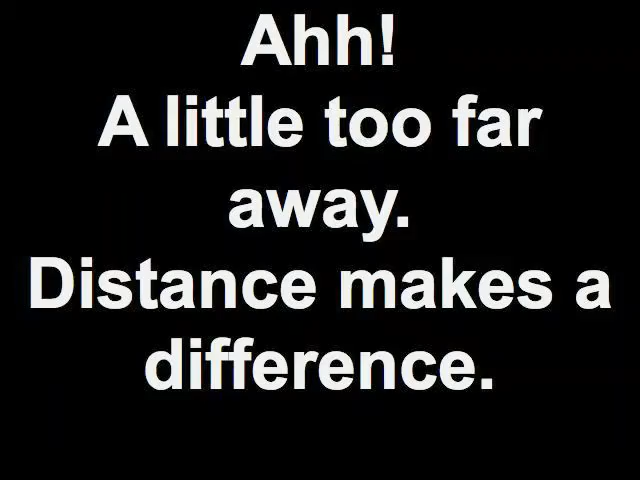 Ahh!
A little too far
away.
Distance makes a
difference.